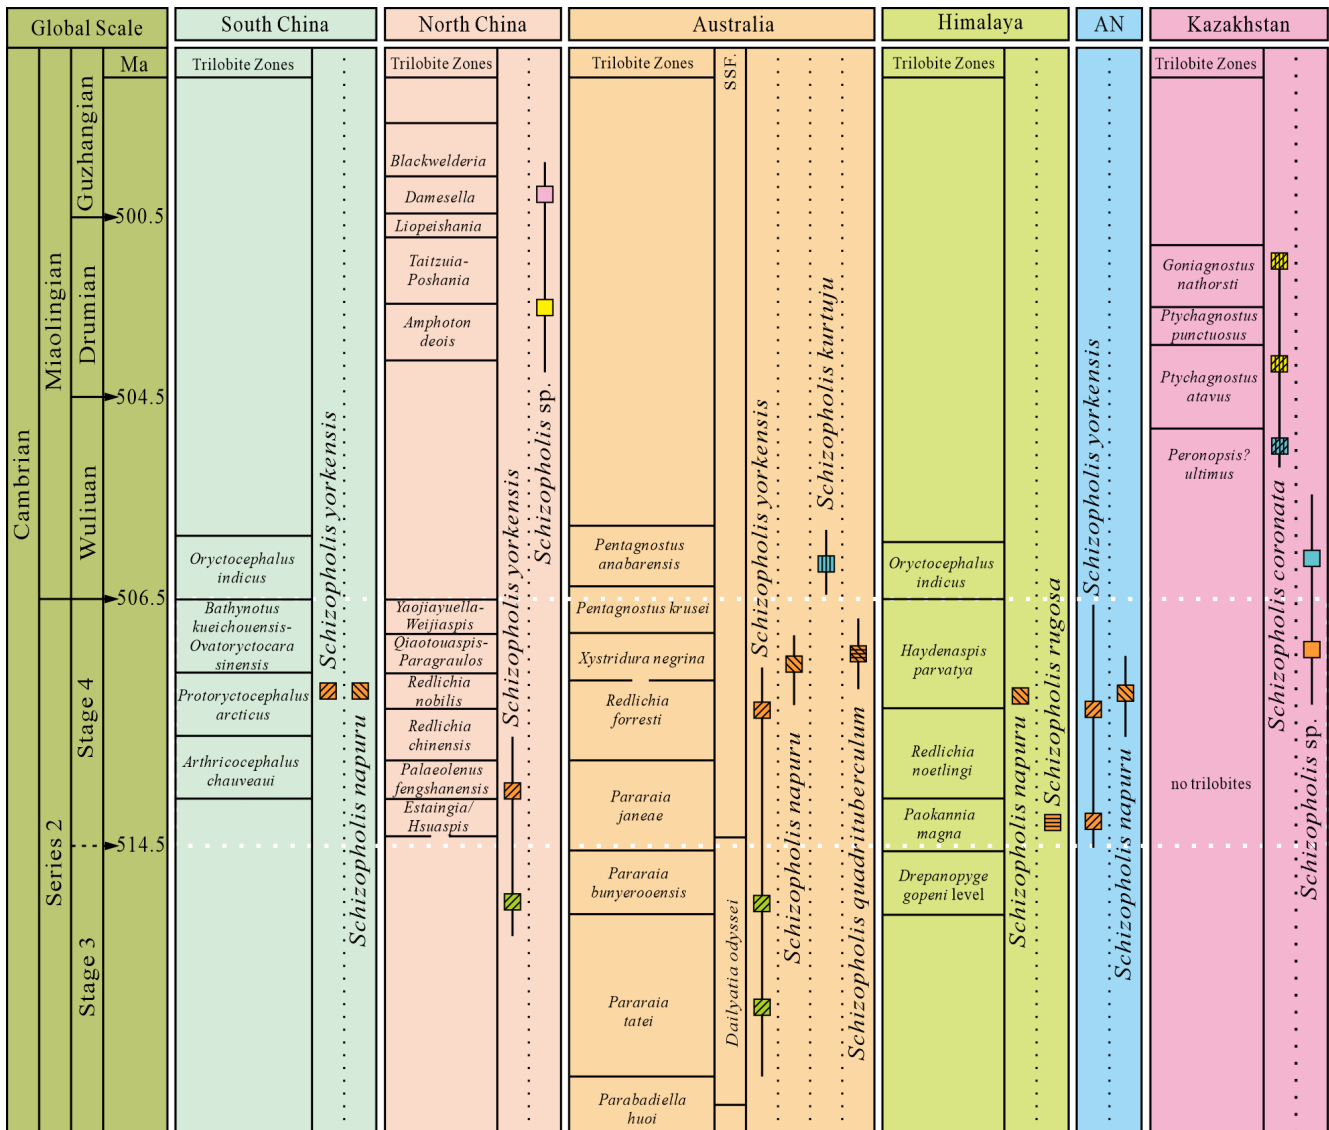 Global Scale
South China
North China
Australia
Himalaya
AN
Kazakhstan
Ma
Cambrian
Miaolingian
Series 2
Guzhangian
Drumian
Wuliuan
Stage 4
Stage 3
500.5
504.5
506.5
514.5
Trilobite Zones
Oryctocephalus
indicus
Bathynotus
kueichouensis-
Ovatoryctocara
sinensis
Protoryctocephalus
arcticus
Arthricocephalus
chauveaui
Schizopholis yorkensis
Schizopholis napuru
Trilobite Zones
Blackwelderia
Damesella
Liopeishania
Taitzuia-
Poshania
Amphoton
deois
Yaojiayuella-
Weijiaspis
Qiaotouaspis-
Paragraulos
Redlichia
nobilis
Redlichia
chinensis
Palaeolenus
fengshanensis
Estaingia/
Hsuaspis
Schizopholis yorkensis
Schizopholis sp.
Trilobite Zones
SSF.
Pentagnostus
anabarensis
Pentagnostus krusei
Xystridura negrina
Redlichia
forresti
Pararaia
janeae
Pararaia
bunyerooensis
Pararaia
tatei
Parabadiella
huoi
Dailyatia odyssei
Schizopholis yorkensis
Schizopholis napuru
Schizopholis kurtuju
Schizopholis quadrituberculum
Trilobite Zones
Oryctocephalus
indicus
Haydenaspis
parvatya
Redlichia
noetlingi
Paokannia
magna
Drepanopyge
gopeni level
Schizopholis napuru
Schizopholis rugosa
Schizopholis yorkensis
Schizopholis napuru
Trilobite Zones
Goniagnostus
nathorsti
Ptychagnostus
punctuosus
Ptychagnostus
atavus
Peronopsis?
ultimus
no trilobites
Schizopholis coronata
Schizopholis sp.